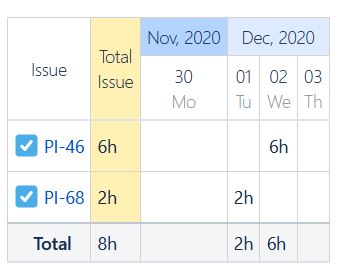 Issue Total Issue Nov, 2020 Dec, 2020
30 Mo 01 Tu 02 We 03 Th
PI-46 6h 6h
PI-68 2h 2h
Total 8h 2h 6h